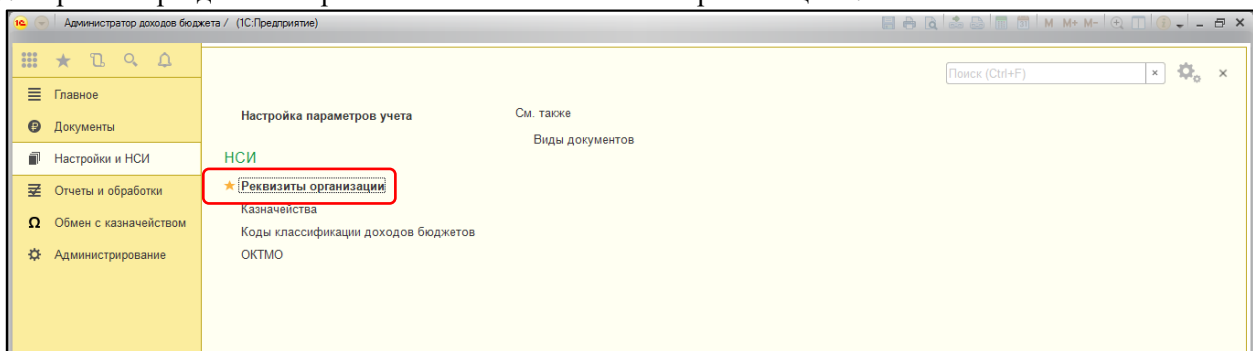 Администратор доходов бюджета / (1С:Предприятие)
M M+ M-
Поиск (Ctrl+F)
Главное
Документы
Настройки и НСИ
Отчеты и обработки
Обмен с казначейством
Администрирование
Настройка параметров учета
См. также
Виды документов
НСИ
Реквизиты организации
Казначейства
Коды классификации доходов бюджетов
ОКТМО